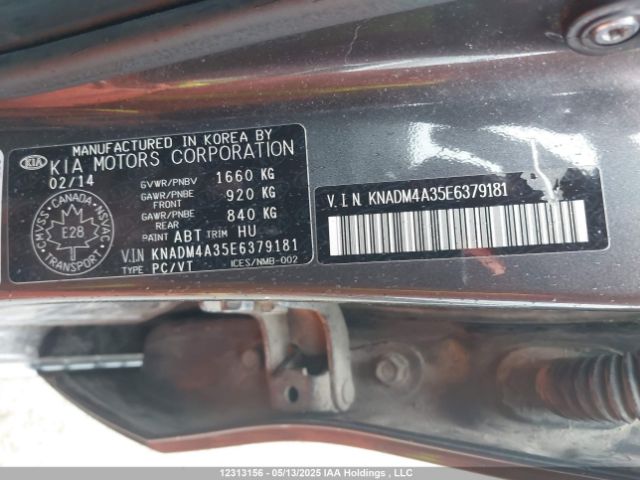 MANUFACTURED IN KOREA BY
KIA KIA MOTORS CORPORATION
02/14 GVWR/PNBV 1660 KG
GAWR/PNBE FRONT 920 KG
GAWR/PNBE REAR 840 KG
PAINT ABT TRIM HU
V.IN KNADM4A35E6379181
TYPE PC/VT ICES/NMB-002
CMVSS - CANADA - NSVAC
E28
TRANSPORT
V.I N. KNADM4A35E6379181
12313156 - 05/13/2025 IAA Holdings , LLC